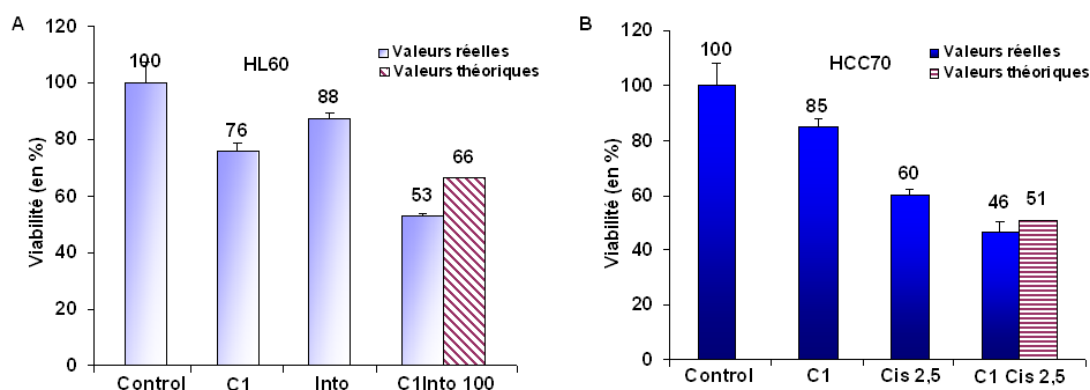 A
HL60
Valeurs réelles
Valeurs théoriques
Viabilité (en %)
120
100
80
60
40
20
0
100
76
88
53
66
Control
C1
Into
C1Into 100
B
HCC70
Valeurs réelles
Valeurs théoriques
Viabilité (en %)
120
100
80
60
40
20
0
100
85
60
46
51
Control
C1
Cis 2,5
C1 Cis 2,5